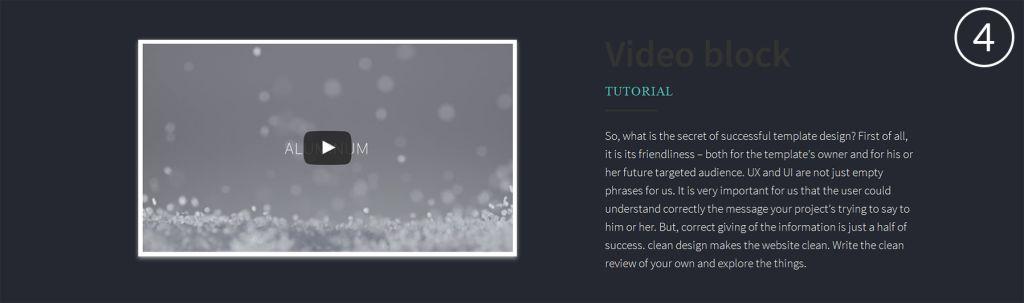 4
Video block
TUTORIAL
ALUMINUM
So, what is the secret of successful template design? First of all,
it is its friendliness – both for the template's owner and for his or
her future targeted audience. UX and UI are not just empty
phrases for us. It is very important for us that the user could
understand correctly the message your project's trying to say to
him or her. But, correct giving of the information is just a half of
success. clean design makes the website clean. Write the clean
review of your own and explore the things.